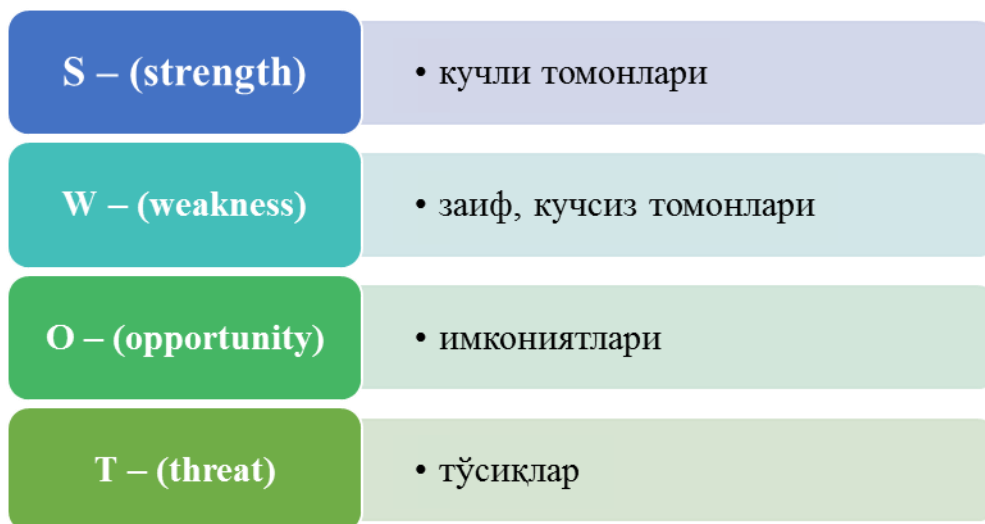 S – (strength)
• кучли томонлари
W – (weakness)
• заиф, кучсиз томонлари
O – (opportunity)
• имкониятлари
T – (threat)
• тўсиқлар